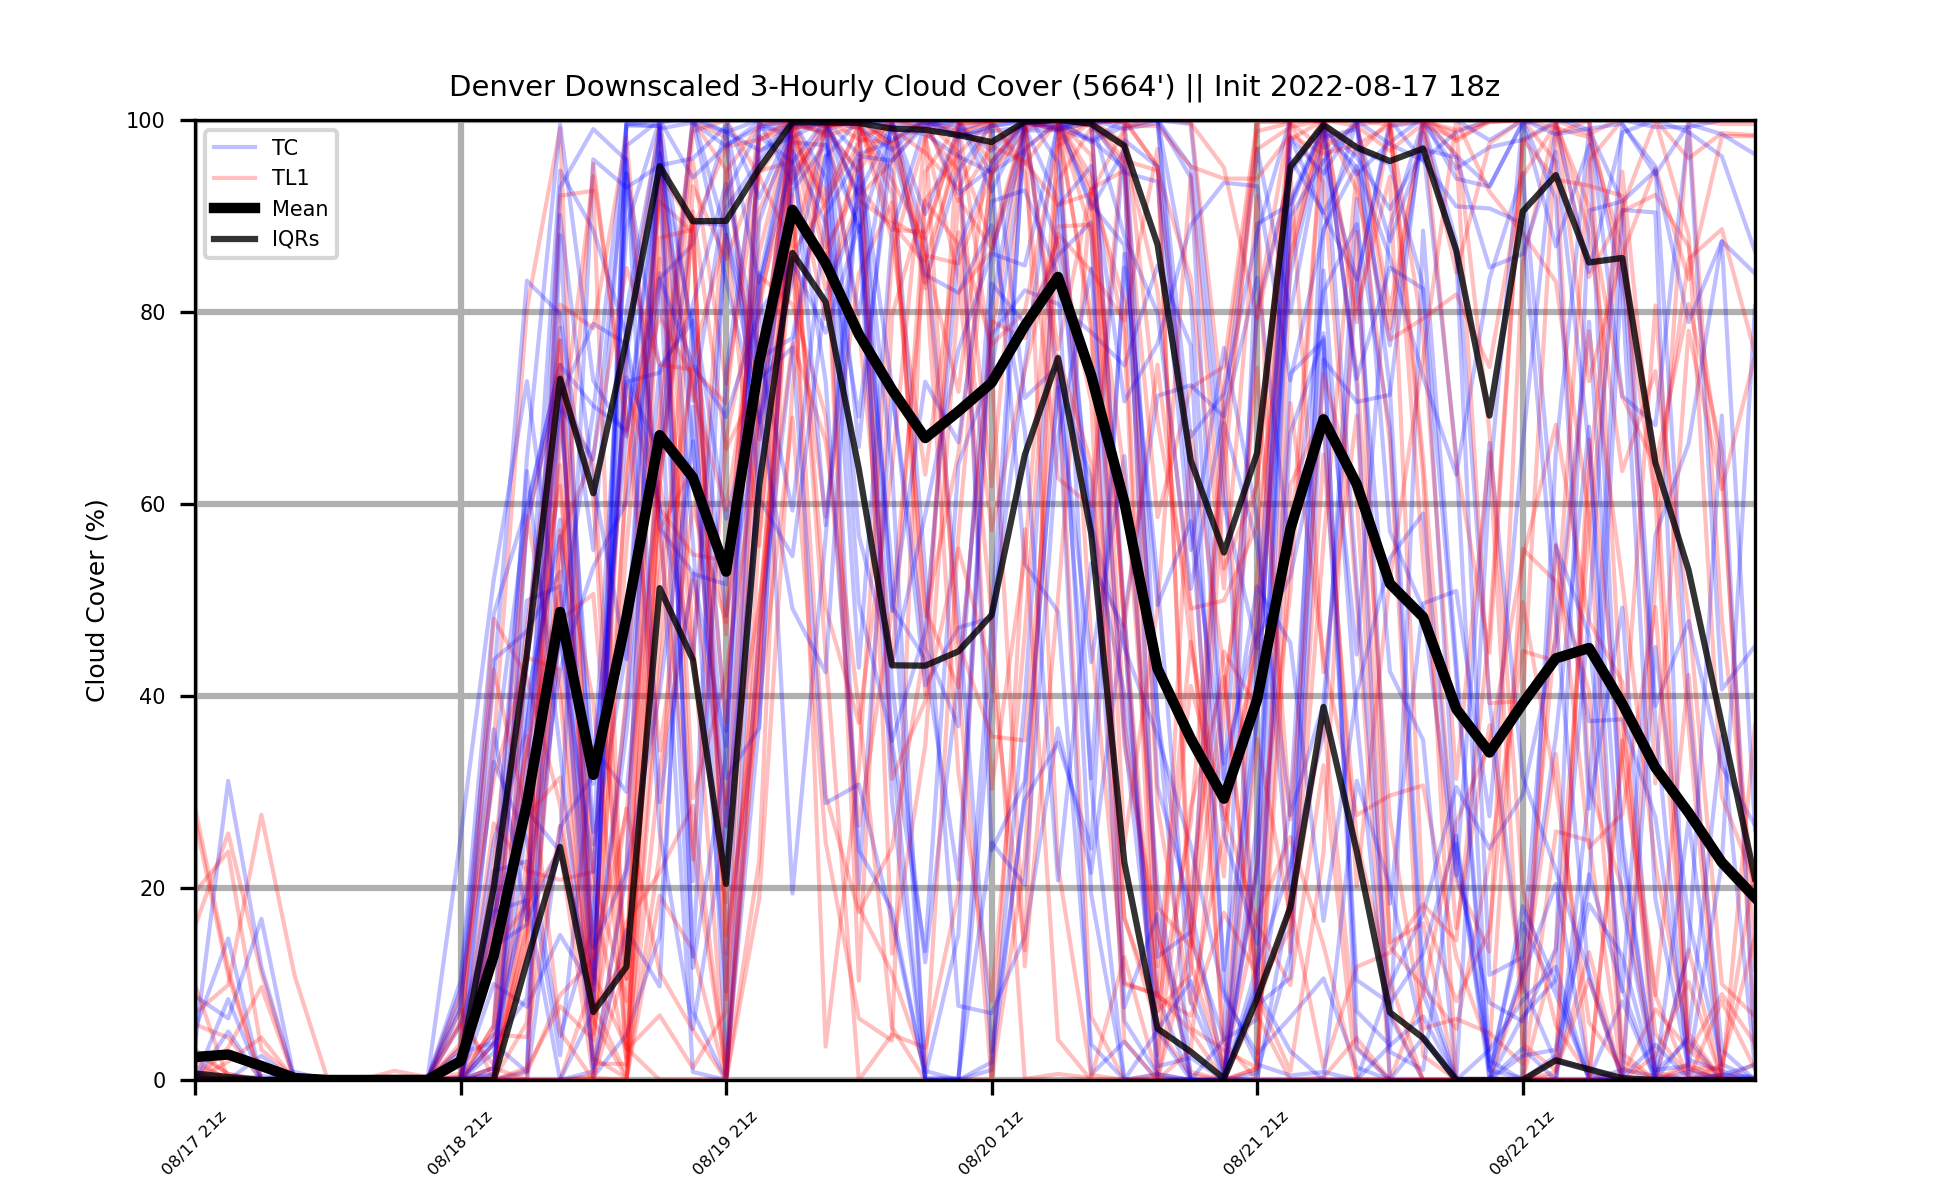 Denver Downscaled 3-Hourly Cloud Cover (5664') || Init 2022-08-17 18z
100
80
60
40
20
0
Cloud Cover (%)
TC
TL1
Mean
IQRs
08/17 21z
08/18 21z
08/19 21z
08/20 21z
08/21 21z
08/22 21z